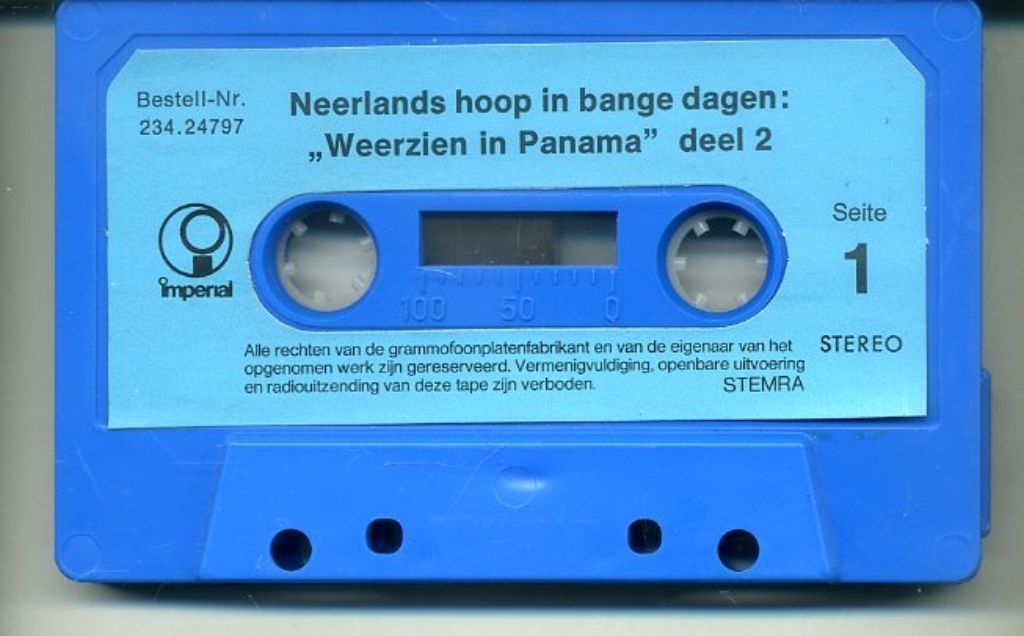 Bestell-Nr.
234.24797
Neerlands hoop in bange dagen:
„Weerzien in Panama” deel 2
imperial
Seite
1
100 50 0
STEREO
Alle rechten van de grammofoonplatenfabrikant en van de eigenaar van het
opgenomen werk zijn gereserveerd. Vermenigvuldiging, openbare uitvoering
en radiouitzending van deze tape zijn verboden. STEMRA